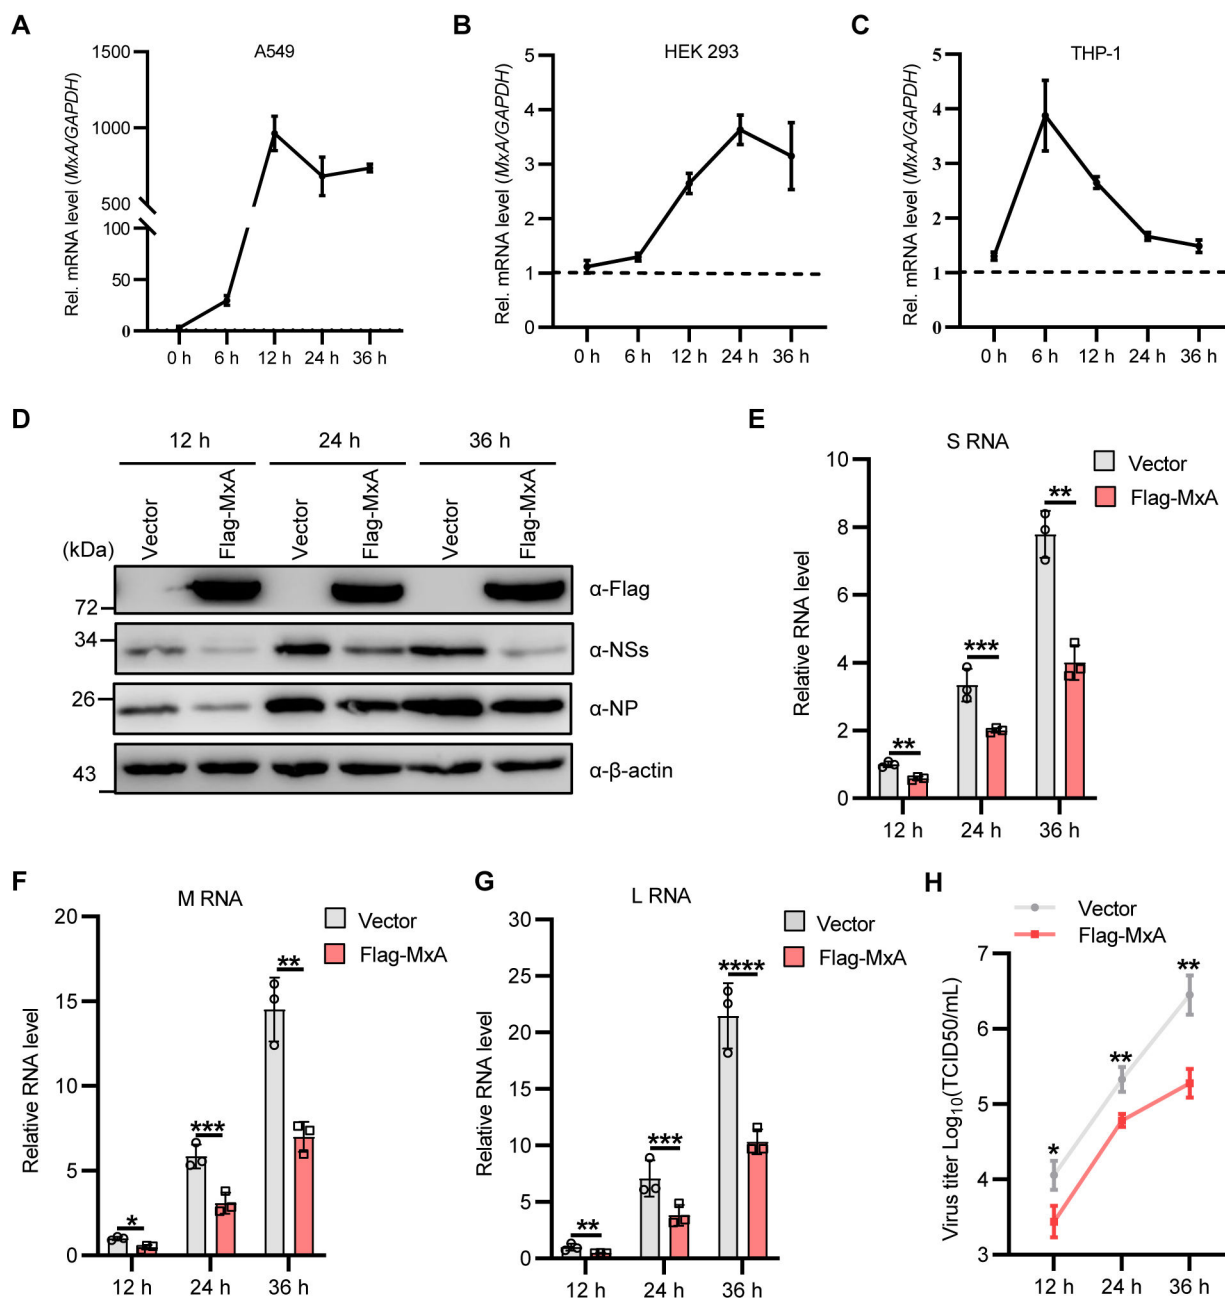 A
A549
Rel. mRNA level (MxA/GAPDH)
1500
1000
500
100
50
0
0 h 6 h 12 h 24 h 36 h
B
HEK 293
Rel. mRNA level (MxA/GAPDH)
5
4
3
2
1
0
0 h 6 h 12 h 24 h 36 h
C
THP-1
Rel. mRNA level (MxA/GAPDH)
5
4
3
2
1
0
0 h 6 h 12 h 24 h 36 h
D
12 h 24 h 36 h
Vector Flag-MxA Vector Flag-MxA Vector Flag-MxA
(kDa)
72 α-Flag
34 α-NSs
26 α-NP
43 α-β-actin
E
S RNA
Vector
Flag-MxA
Relative RNA level
10
8
6
4
2
0
** *** **
12 h 24 h 36 h
F
M RNA
Vector
Flag-MxA
Relative RNA level
20
15
10
5
0
* *** **
12 h 24 h 36 h
G
L RNA
Vector
Flag-MxA
Relative RNA level
30
25
20
15
10
5
0
** *** ****
12 h 24 h 36 h
H
Vector
Flag-MxA
Virus titer Log10(TCID50/mL)
7
6
5
4
3
* ** **
12 h 24 h 36 h